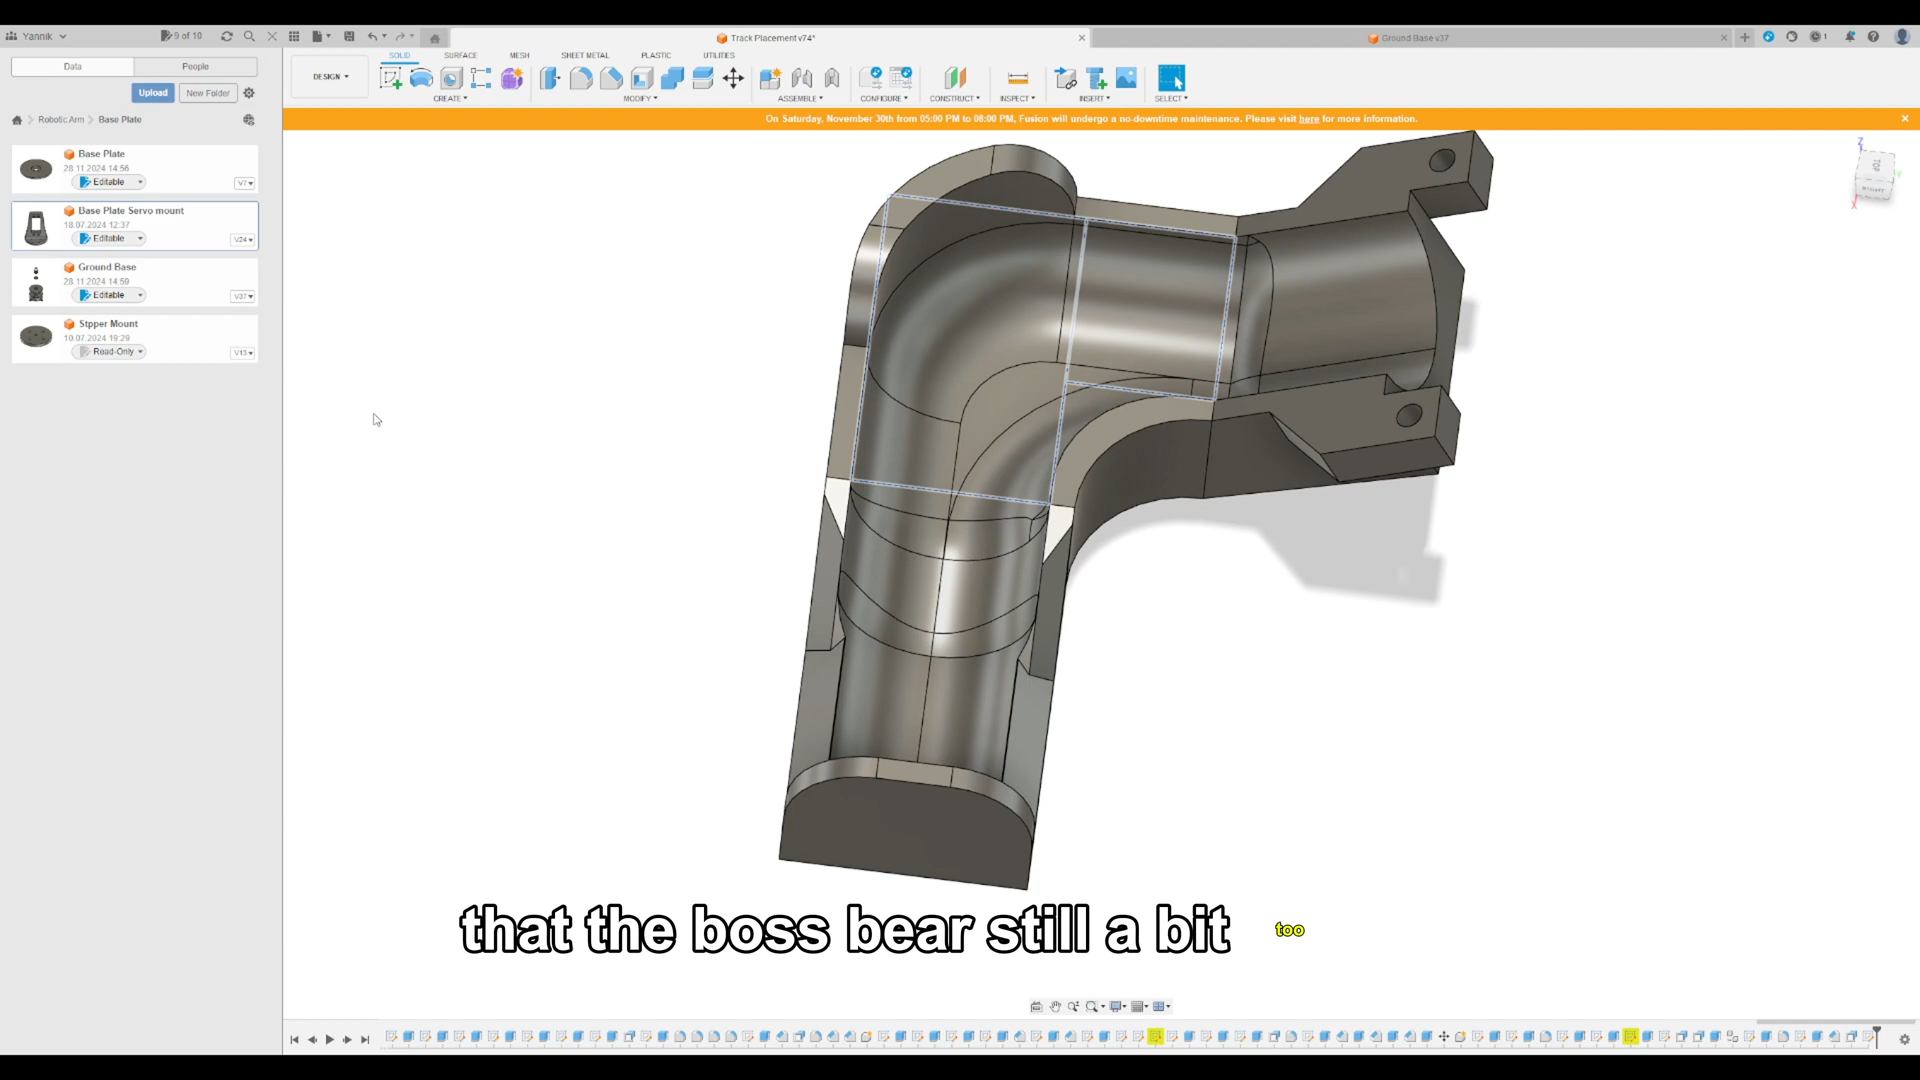 Yannik
9 of 10
Track Placement v74*
Ground Base v37
1
Data
People
Upload
New Folder
Robotic Arm > Base Plate
Base Plate
28.11.2024 14:56
Editable
V7
Base Plate Servo mount
18.07.2024 12:37
Editable
V24
Ground Base
28.11.2024 14:59
Editable
V37
Stpper Mount
10.07.2024 19:29
Read-Only
V13
DESIGN
SOLID
SURFACE
MESH
SHEET METAL
PLASTIC
UTILITIES
CREATE
MODIFY
ASSEMBLE
CONFIGURE
CONSTRUCT
INSPECT
INSERT
SELECT
On Saturday, November 30th from 05:00 PM to 08:00 PM, Fusion will undergo a no-downtime maintenance. Please visit here for more information.
Z
TOP
RIGHT
X
that the boss bear still a bit too